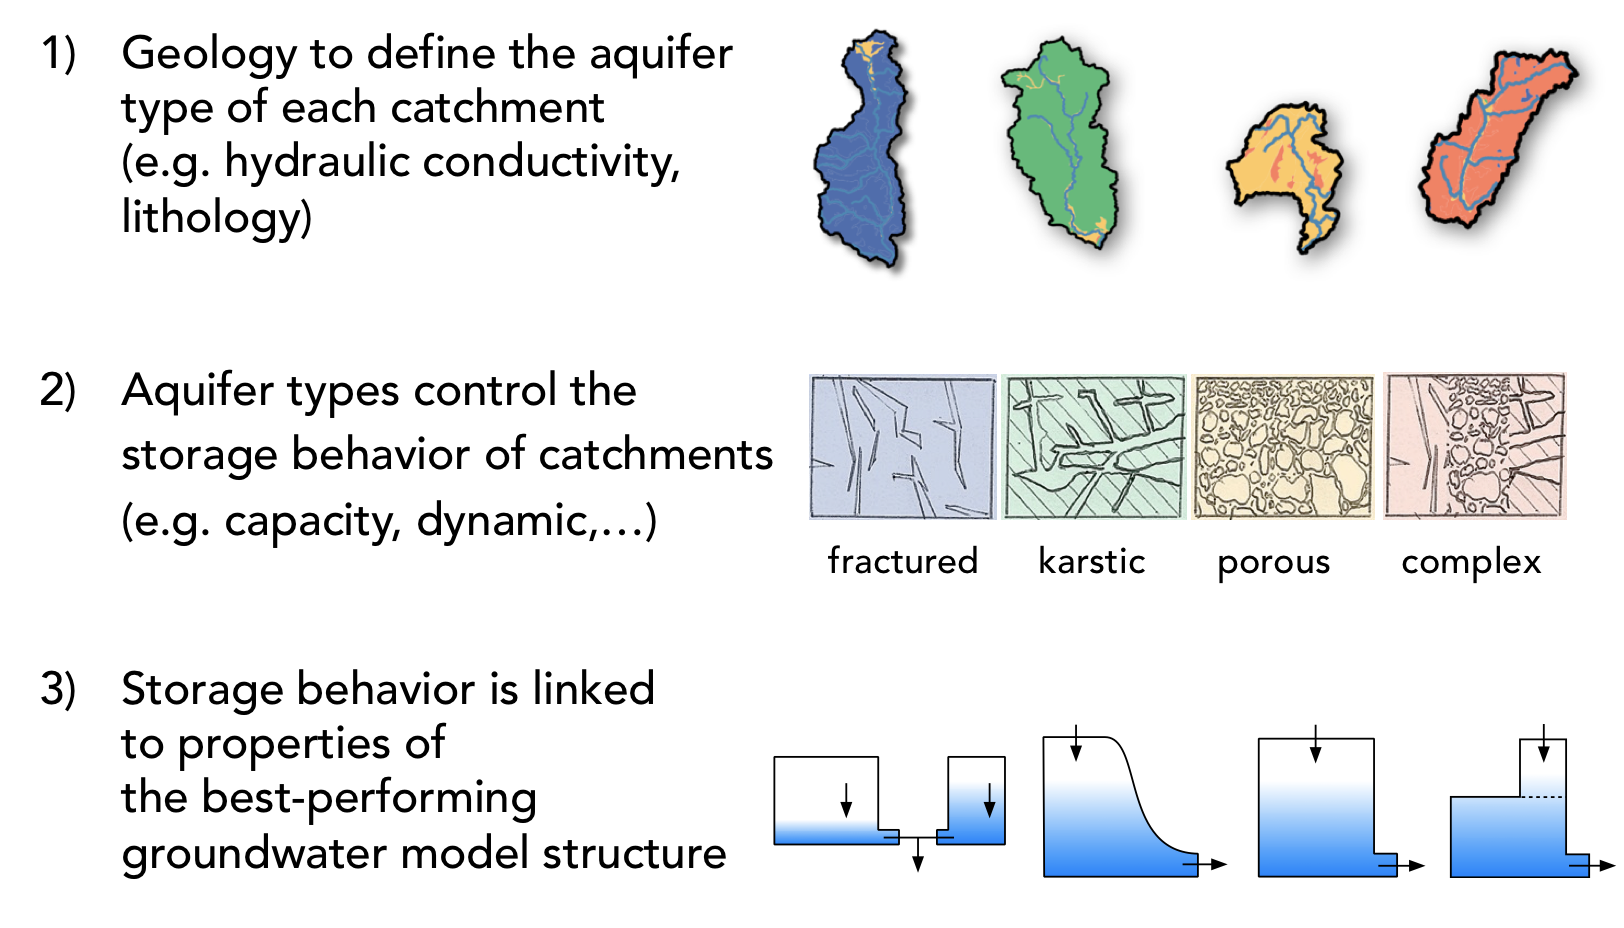 1) Geology to define the aquifer
type of each catchment
(e.g. hydraulic conductivity,
lithology)
2) Aquifer types control the
storage behavior of catchments
(e.g. capacity, dynamic,…)
fractured karstic porous complex
3) Storage behavior is linked
to properties of
the best-performing
groundwater model structure